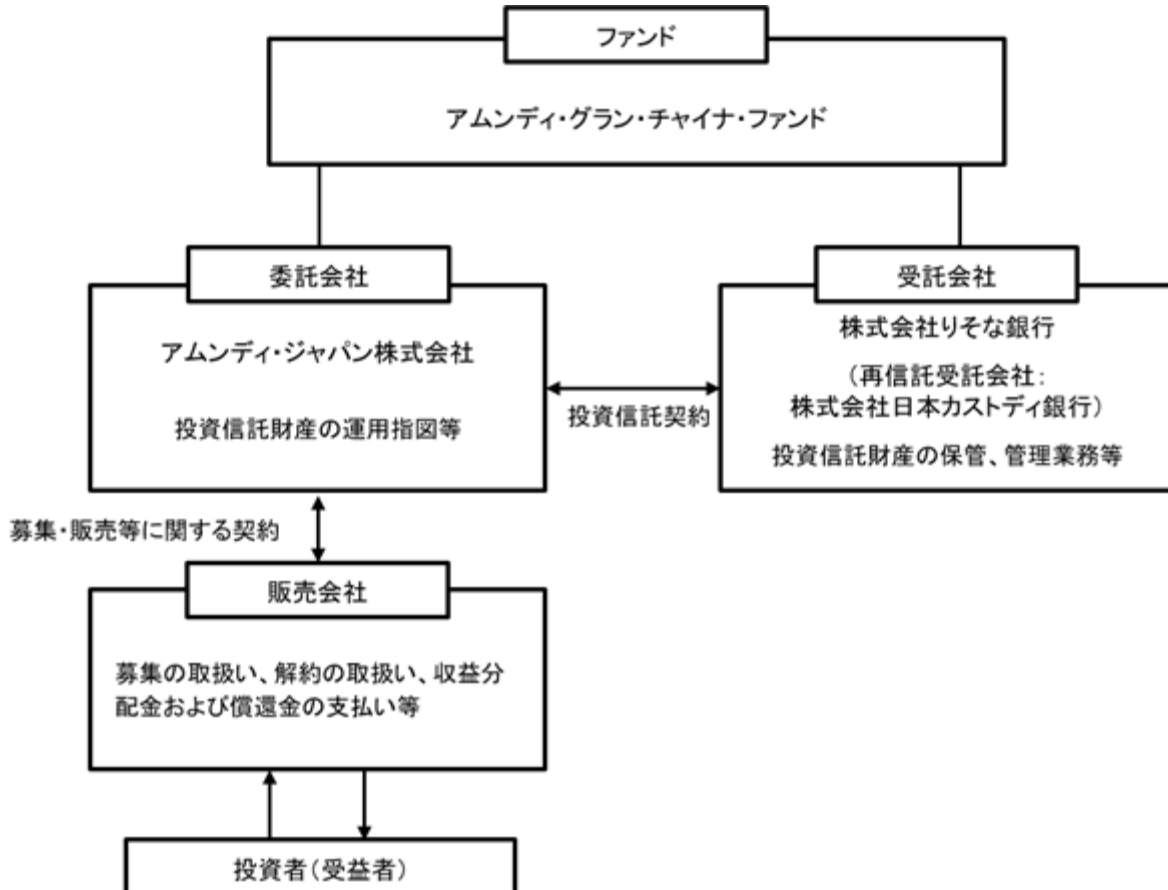 ファンド
アムンディ・グラン・チャイナ・ファンド
委託会社
アムンディ・ジャパン株式会社
投資信託財産の運用指図等
投資信託契約
受託会社
株式会社りそな銀行
(再信託受託会社:
株式会社日本カストディ銀行)
投資信託財産の保管、管理業務等
募集・販売等に関する契約
販売会社
募集の取扱い、解約の取扱い、収益分
配金および償還金の支払い等
投資者(受益者)